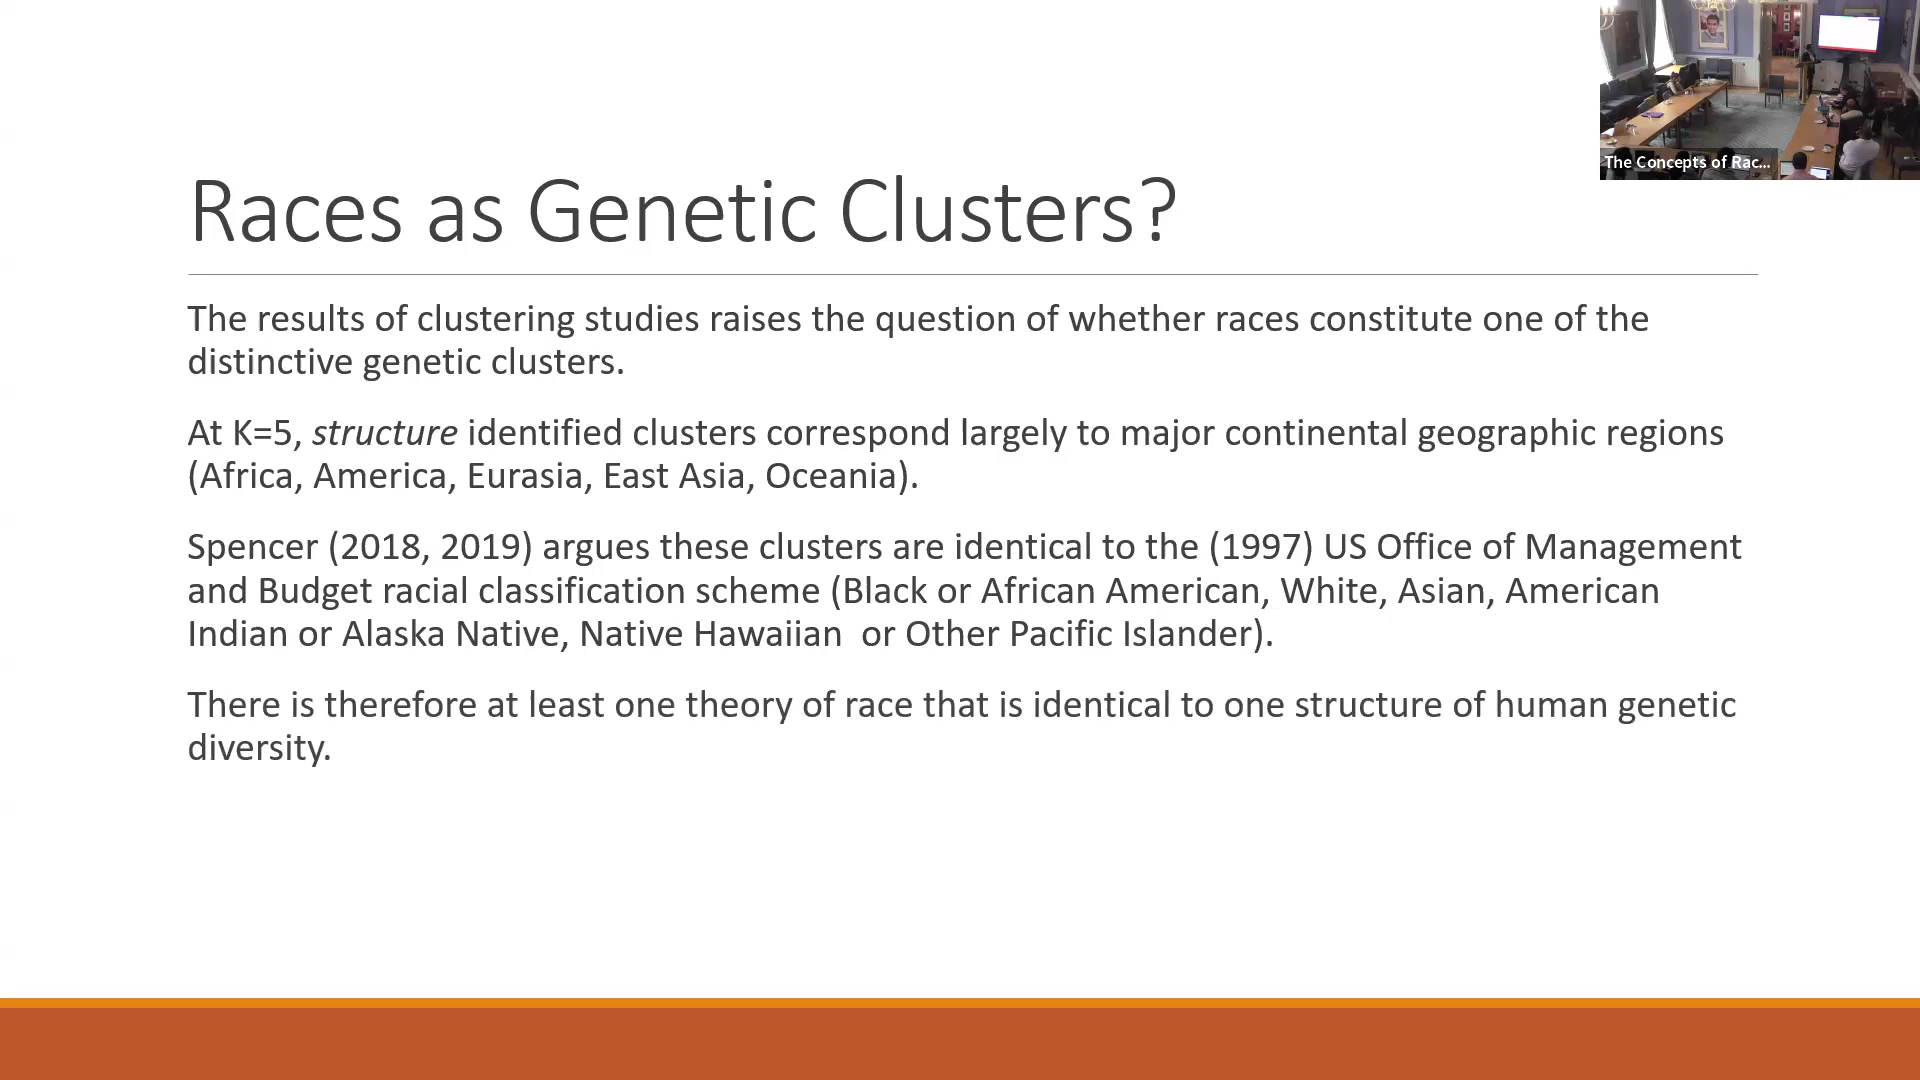 The Concepts of Rac...
Races as Genetic Clusters?
The results of clustering studies raises the question of whether races constitute one of the
distinctive genetic clusters.
At K=5, structure identified clusters correspond largely to major continental geographic regions
(Africa, America, Eurasia, East Asia, Oceania).
Spencer (2018, 2019) argues these clusters are identical to the (1997) US Office of Management
and Budget racial classification scheme (Black or African American, White, Asian, American
Indian or Alaska Native, Native Hawaiian  or Other Pacific Islander).
There is therefore at least one theory of race that is identical to one structure of human genetic
diversity.